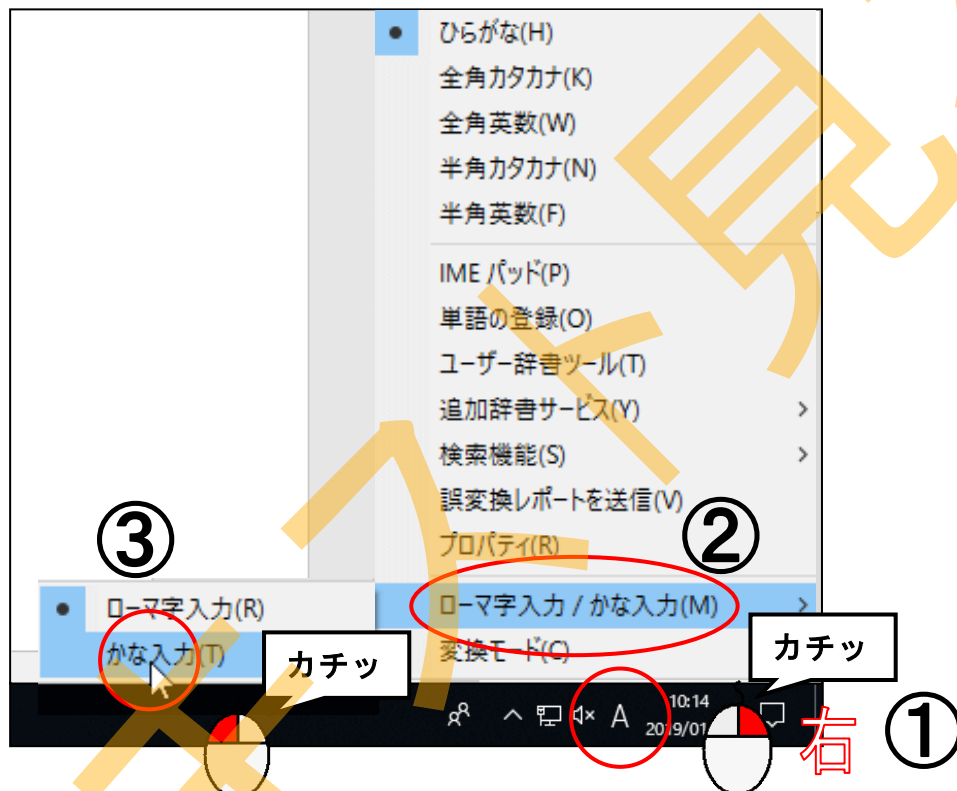 ひらがな(H)
全角カタカナ(K)
全角英数(W)
半角カタカナ(N)
半角英数(F)
IME パッド(P)
単語の登録(O)
ユーザー辞書ツール(T)
追加辞書サービス(Y)
検索機能(S)
誤変換レポートを送信(V)
プロパティ(R)
②
ローマ字入力 / かな入力(M)
変換モード(C)
③
ローマ字入力(R)
かな入力(T)
カチッ
カチッ
A
10:14
2019/01
右
①